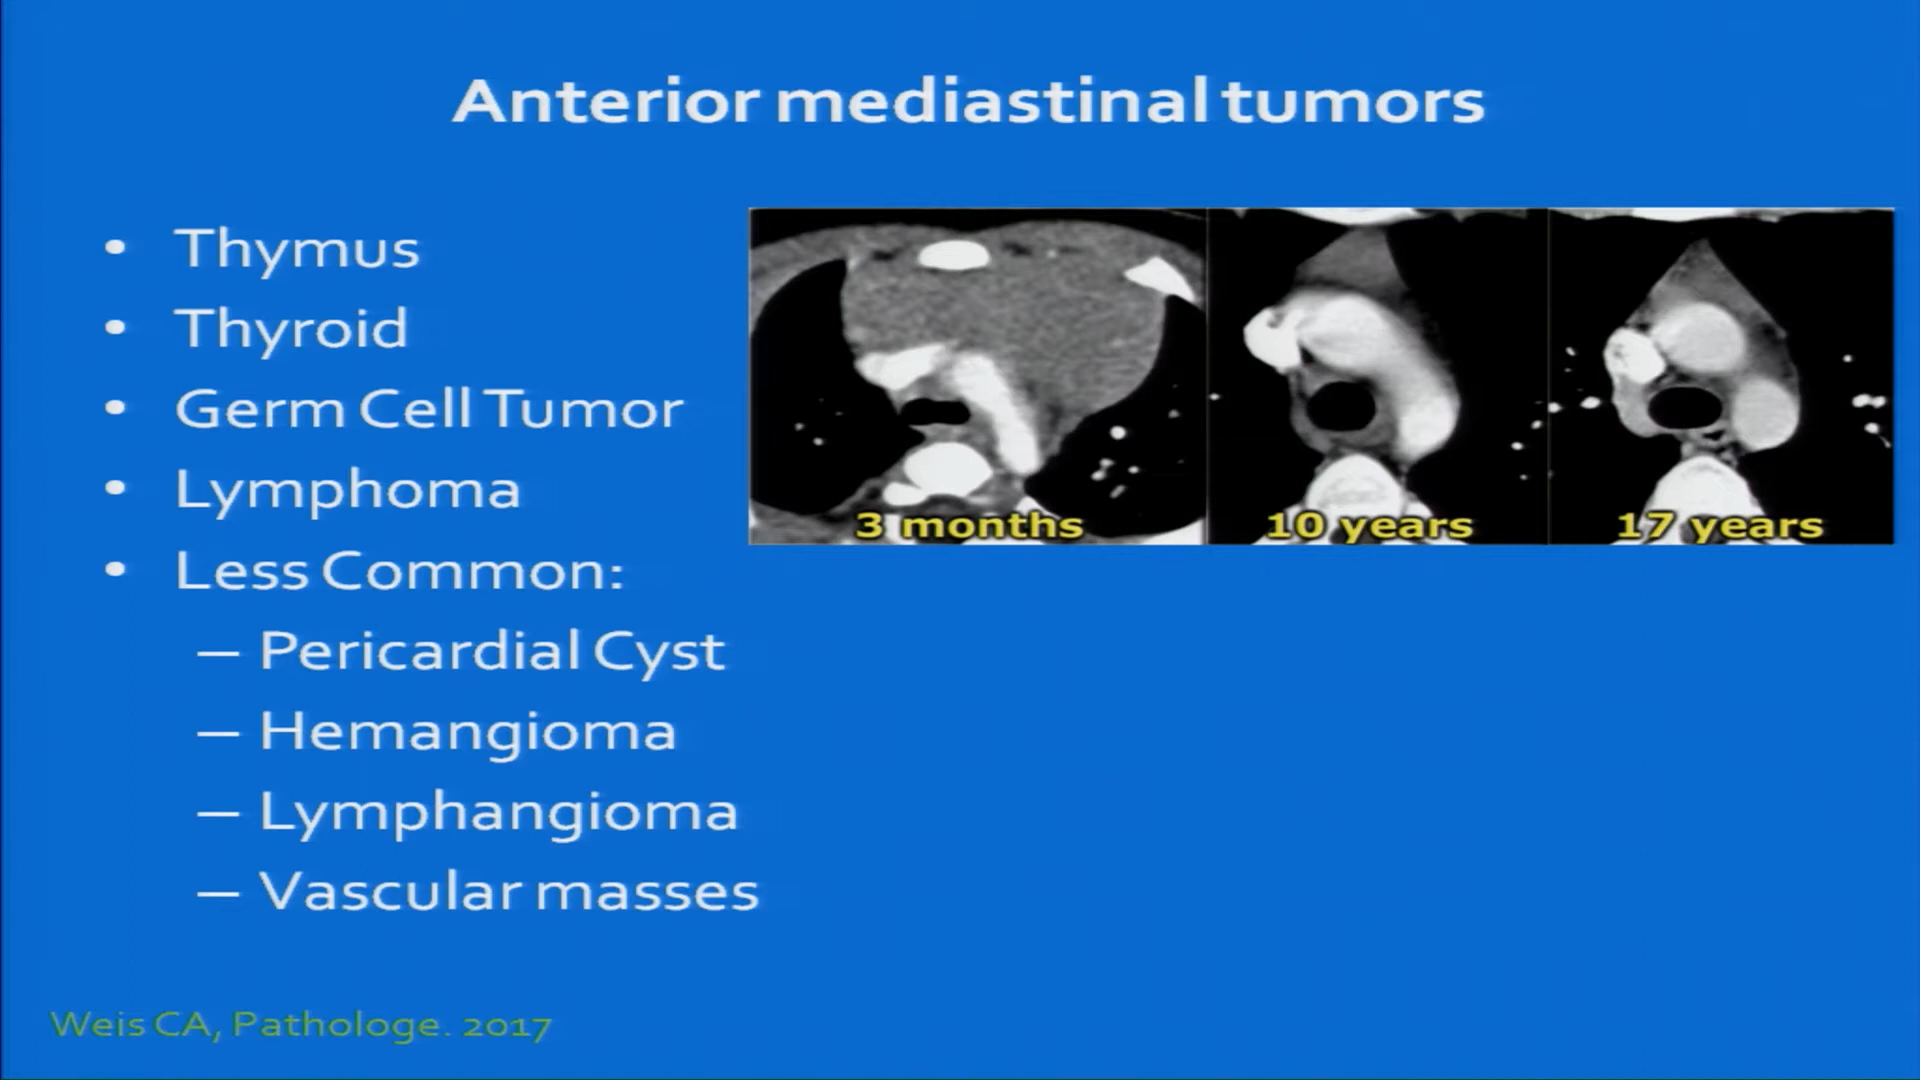 Anterior mediastinal tumors
• Thymus
• Thyroid
• Germ Cell Tumor
• Lymphoma
• Less Common:
– Pericardial Cyst
– Hemangioma
– Lymphangioma
– Vascular masses
3 months
10 years
17 years
Weis CA, Pathologe. 2017